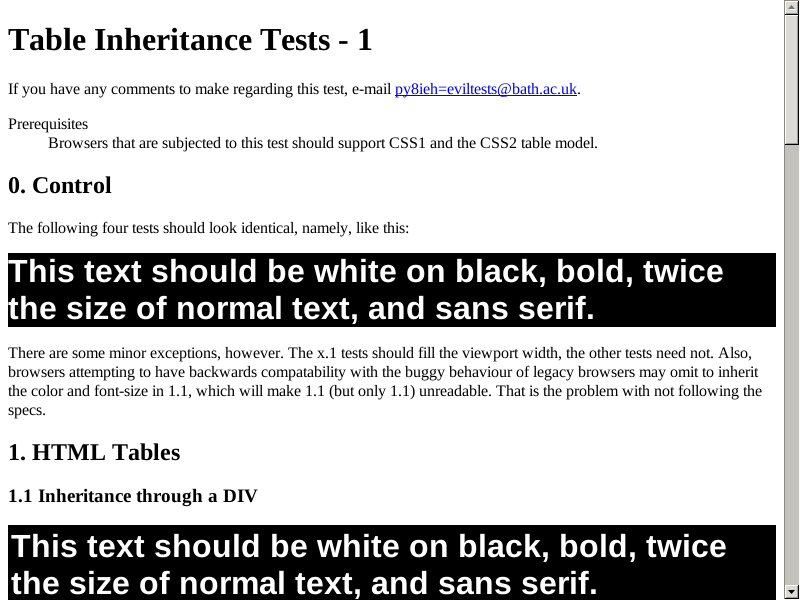 Table Inheritance Tests - 1
If you have any comments to make regarding this test, e-mail py8ieh=eviltests@bath.ac.uk.
Prerequisites
Browsers that are subjected to this test should support CSS1 and the CSS2 table model.
0. Control
The following four tests should look identical, namely, like this:
This text should be white on black, bold, twice
the size of normal text, and sans serif.
There are some minor exceptions, however. The x.1 tests should fill the viewport width, the other tests need not. Also,
browsers attempting to have backwards compatability with the buggy behaviour of legacy browsers may omit to inherit
the color and font-size in 1.1, which will make 1.1 (but only 1.1) unreadable. That is the problem with not following the
specs.
1. HTML Tables
1.1 Inheritance through a DIV
This text should be white on black, bold, twice
the size of normal text, and sans serif.